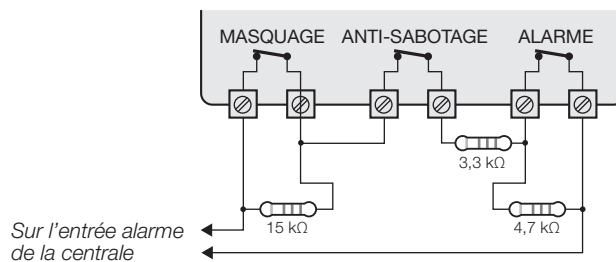 MASQUAGE ANTI-SABOTAGE ALARME
3,3 kΩ
15 kΩ
4,7 kΩ
Sur l’entrée alarme
de la centrale